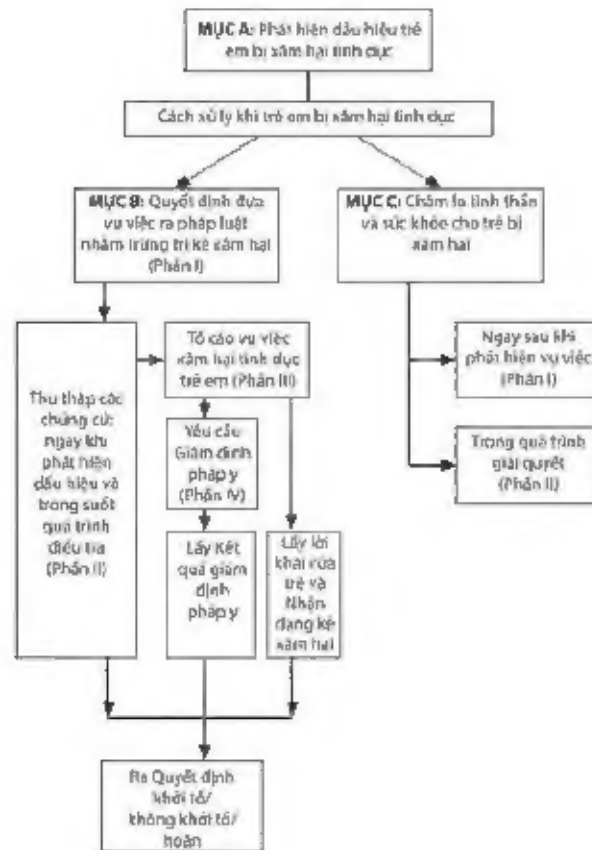 MỤC A: Phát hiện dấu hiệu trẻ
em bị xâm hại tình dục
Cách xử lý khi trẻ em bị xâm hại tình dục
MỤC B: Quyết định đưa
vụ việc ra pháp luật
nhằm trừng trị kẻ xâm hại
(Phần I)
MỤC C: Chăm lo tinh thần
và sức khỏe cho trẻ bị
xâm hại
Thu thập các
chứng cứ:
ngay khi
phát hiện
dấu hiệu và
trong suốt
quá trình
điều tra
(Phần II)
Tố cáo vụ việc
xâm hại tình dục
trẻ em (Phần III)
Yêu cầu
Giám định
pháp y
(Phần IV)
Lấy Kết
quả giám
định
pháp y
Lấy lời
khai của
trẻ và
Nhận
dạng kẻ
xâm hại
Ngay sau khi
phát hiện vụ việc
(Phần I)
Trong quá trình
giải quyết
(Phần II)
Ra Quyết định
khởi tố/
không khởi tố/
hoãn